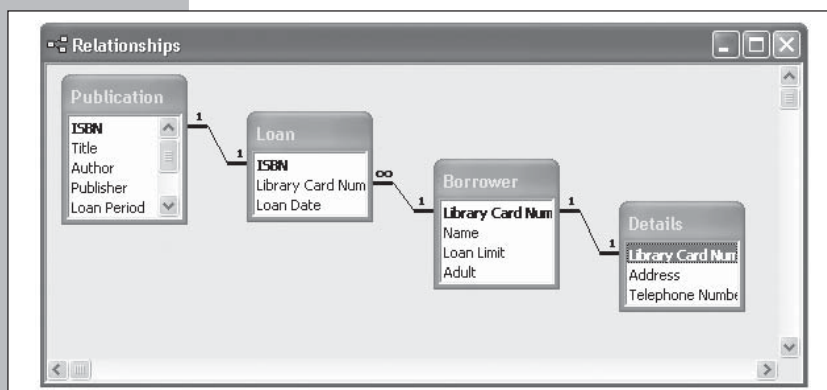 Relationships
Publication
ISBN
Title
Author
Publisher
Loan Period
1
1
Loan
ISBN
Library Card Num
Loan Date
∞
1
Borrower
Library Card Num
Name
Loan Limit
Adult
1
1
Details
Library Card Num
Address
Telephone Numbe